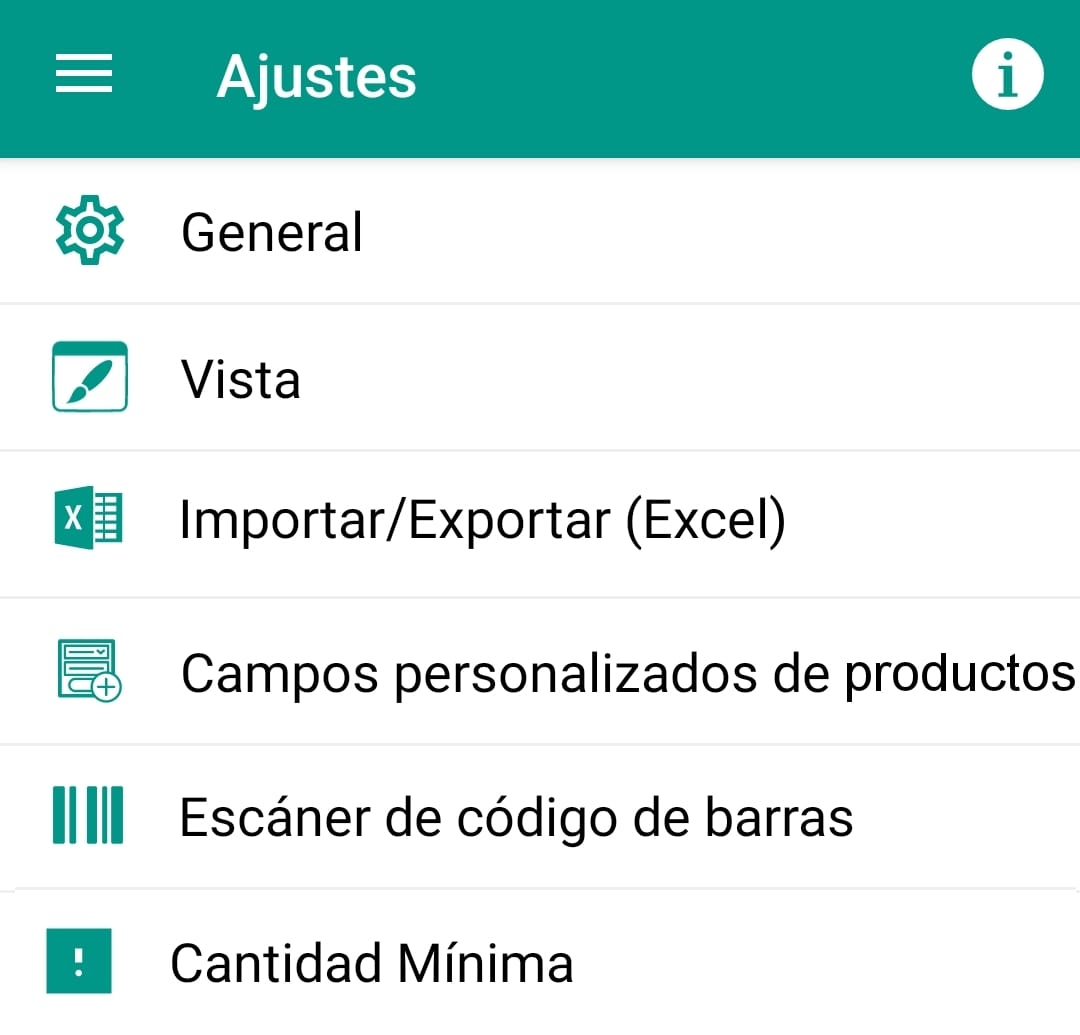 Ajustes
General
Vista
Importar/Exportar (Excel)
Campos personalizados de productos
Escáner de código de barras
Cantidad Mínima